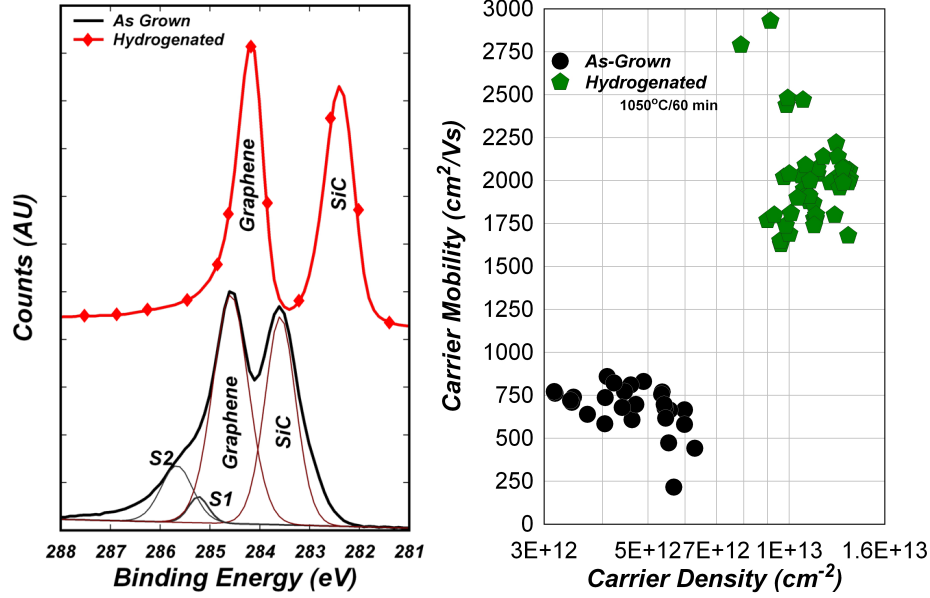 As Grown
Hydrogenated
Graphene
SiC
Graphene
SiC
S2
S1
Counts (AU)
288 287 286 285 284 283 282 281
Binding Energy (eV)
3000
2750
2500
2250
2000
1750
1500
1250
1000
750
500
250
0
As-Grown
Hydrogenated
1050°C/60 min
Carrier Mobility (cm²/Vs)
3E+12 5E+12 7E+12 1E+13 1.6E+13
Carrier Density (cm⁻²)